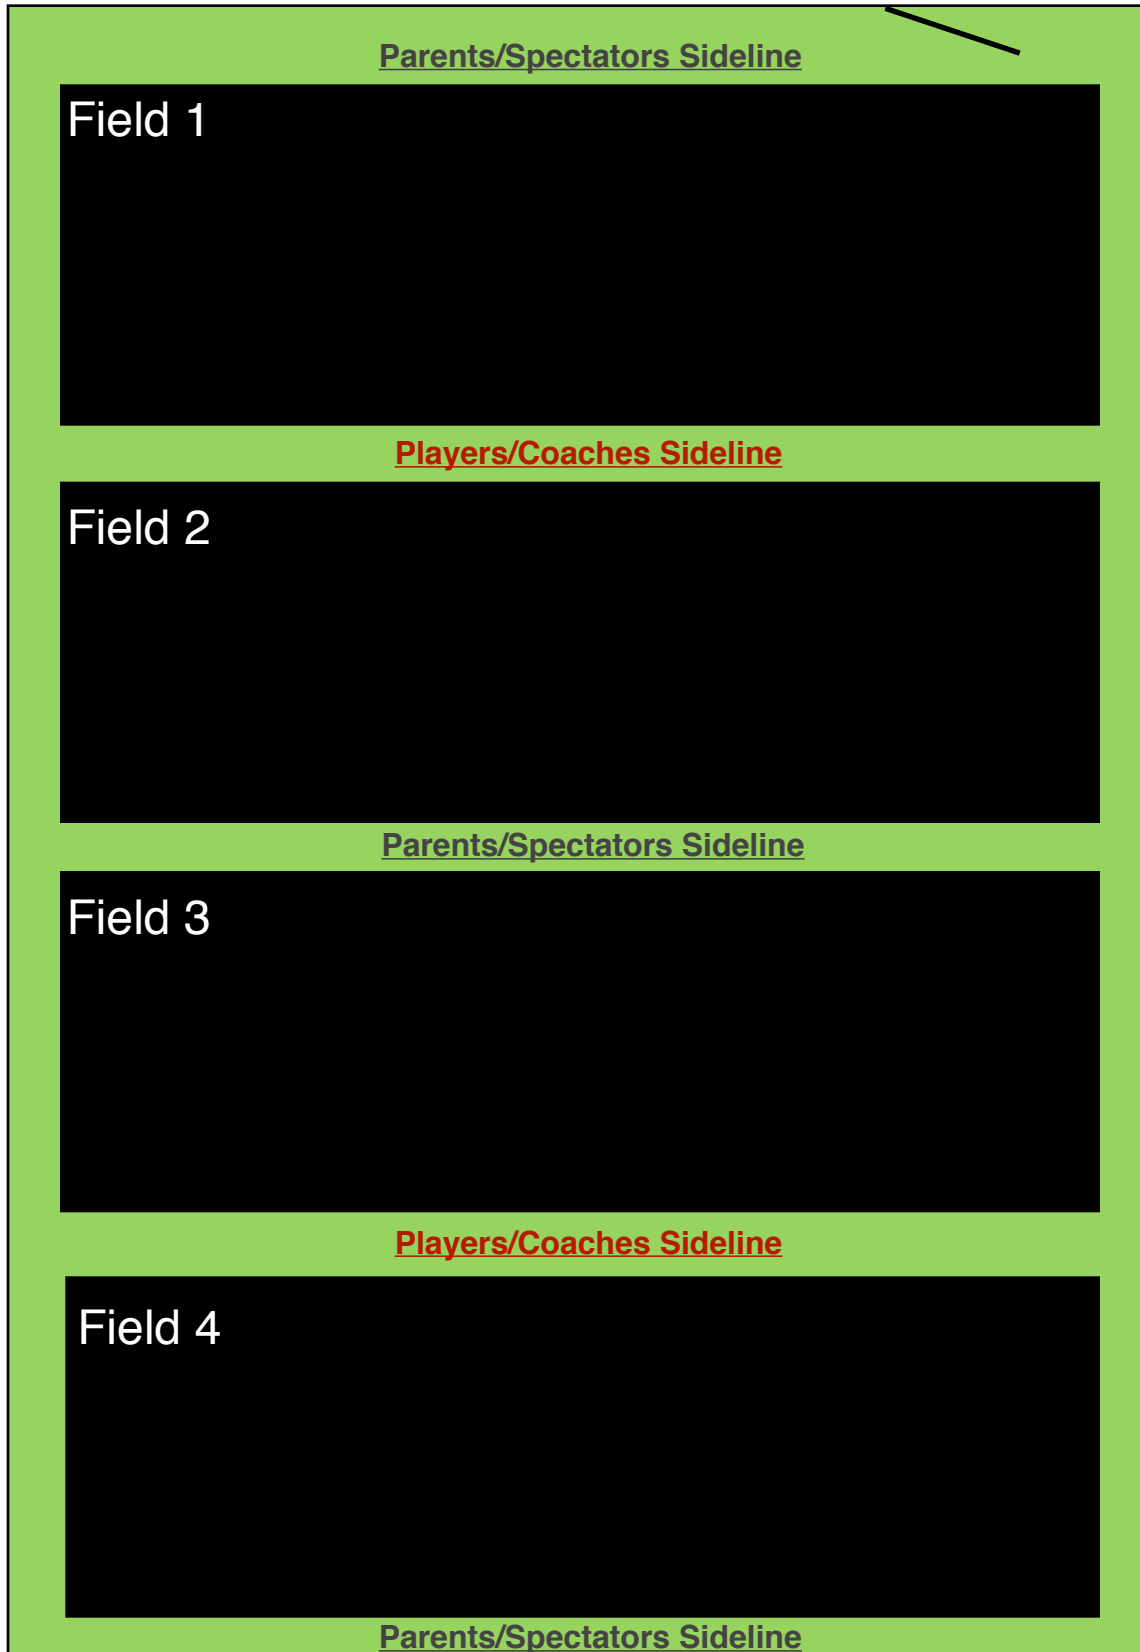 Parents/Spectators Sideline
Field 1
Players/Coaches Sideline
Field 2
Parents/Spectators Sideline
Field 3
Players/Coaches Sideline
Field 4
Parents/Spectators Sideline